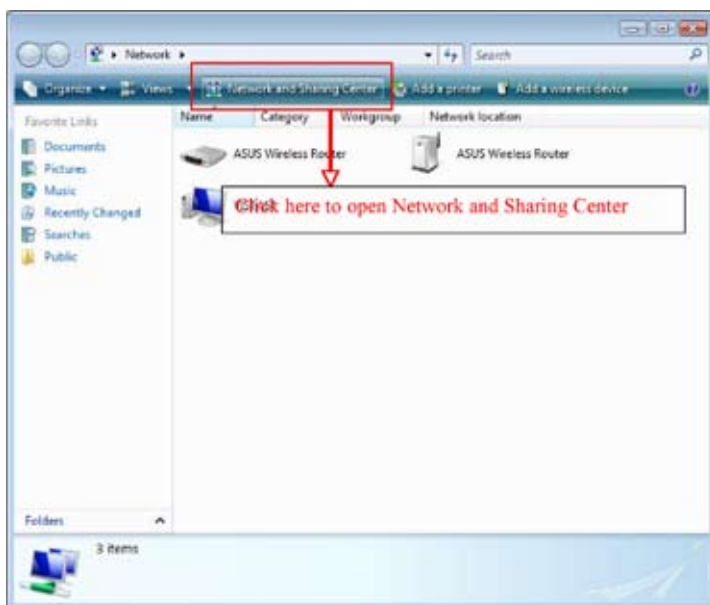 Network
Search
Organize Views Network and Sharing Center Add a printer Add a wireless device
Favorite Links
Name Category Workgroup Network location
Documents
Pictures
Music
Recently Changed
Searches
Public
ASUS Wireless Router
ASUS Wireless Router
Click here to open Network and Sharing Center
Folders
3 items